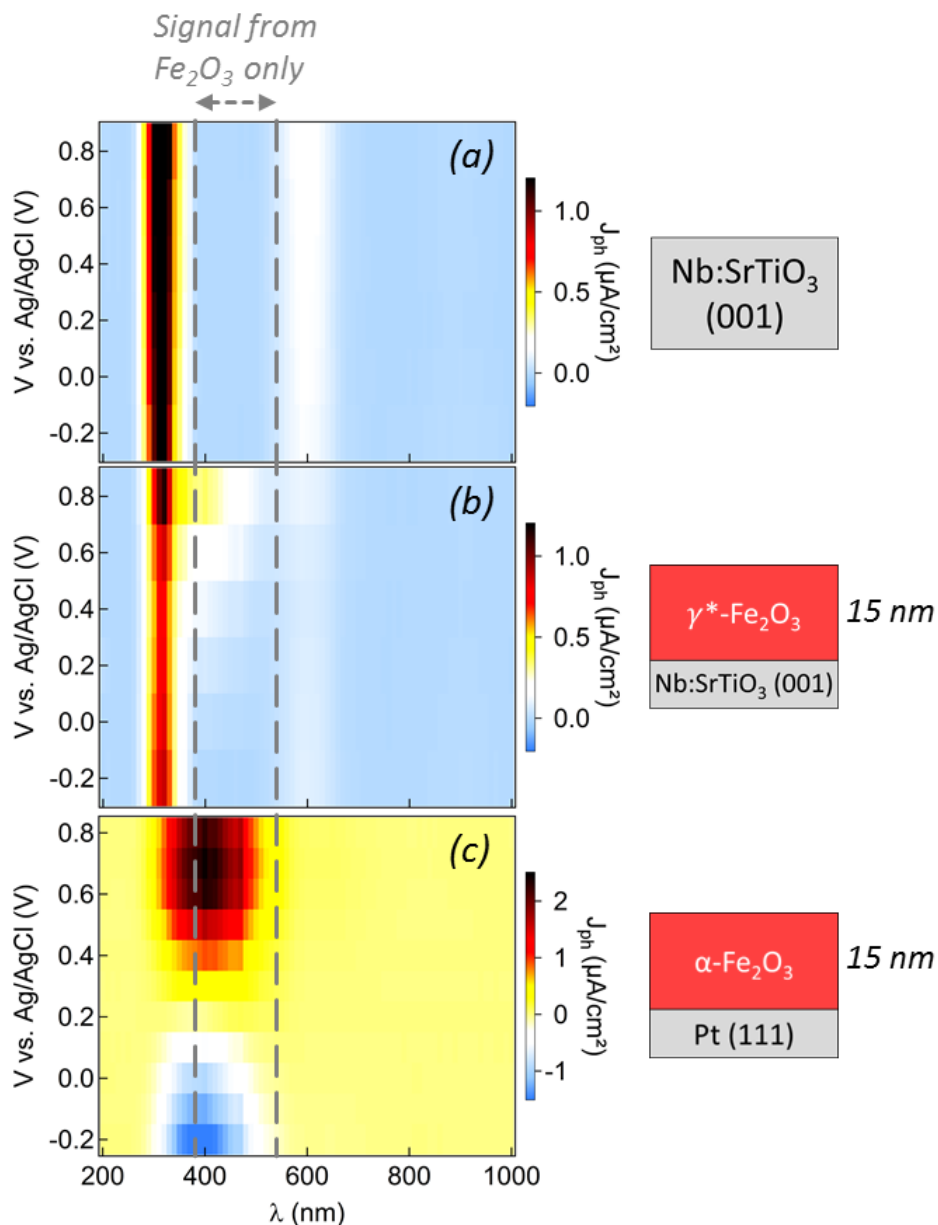 Signal from
Fe₂O₃ only
(a)
V vs. Ag/AgCl (V)
0.8
0.6
0.4
0.2
0.0
-0.2
1.0
0.5
0.0
J_ph (µA/cm²)
Nb:SrTiO₃
(001)
(b)
V vs. Ag/AgCl (V)
0.8
0.6
0.4
0.2
0.0
-0.2
1.0
0.5
0.0
J_ph (µA/cm²)
γ*-Fe₂O₃
15 nm
Nb:SrTiO₃ (001)
(c)
V vs. Ag/AgCl (V)
0.8
0.6
0.4
0.2
0.0
-0.2
2
1
0
-1
J_ph (µA/cm²)
α-Fe₂O₃
15 nm
Pt (111)
200 400 600 800 1000
λ (nm)